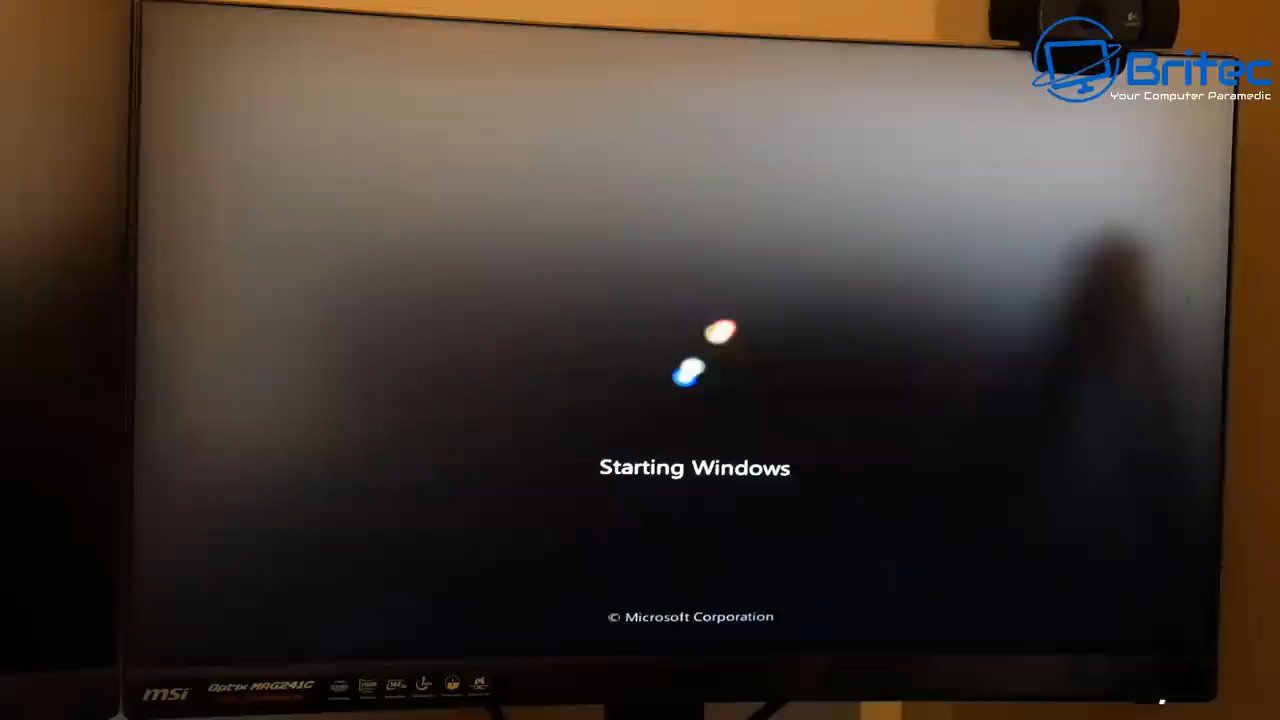 Britec
Your Computer Paramedic
Starting Windows
© Microsoft Corporation
msi
Optix MAG241C